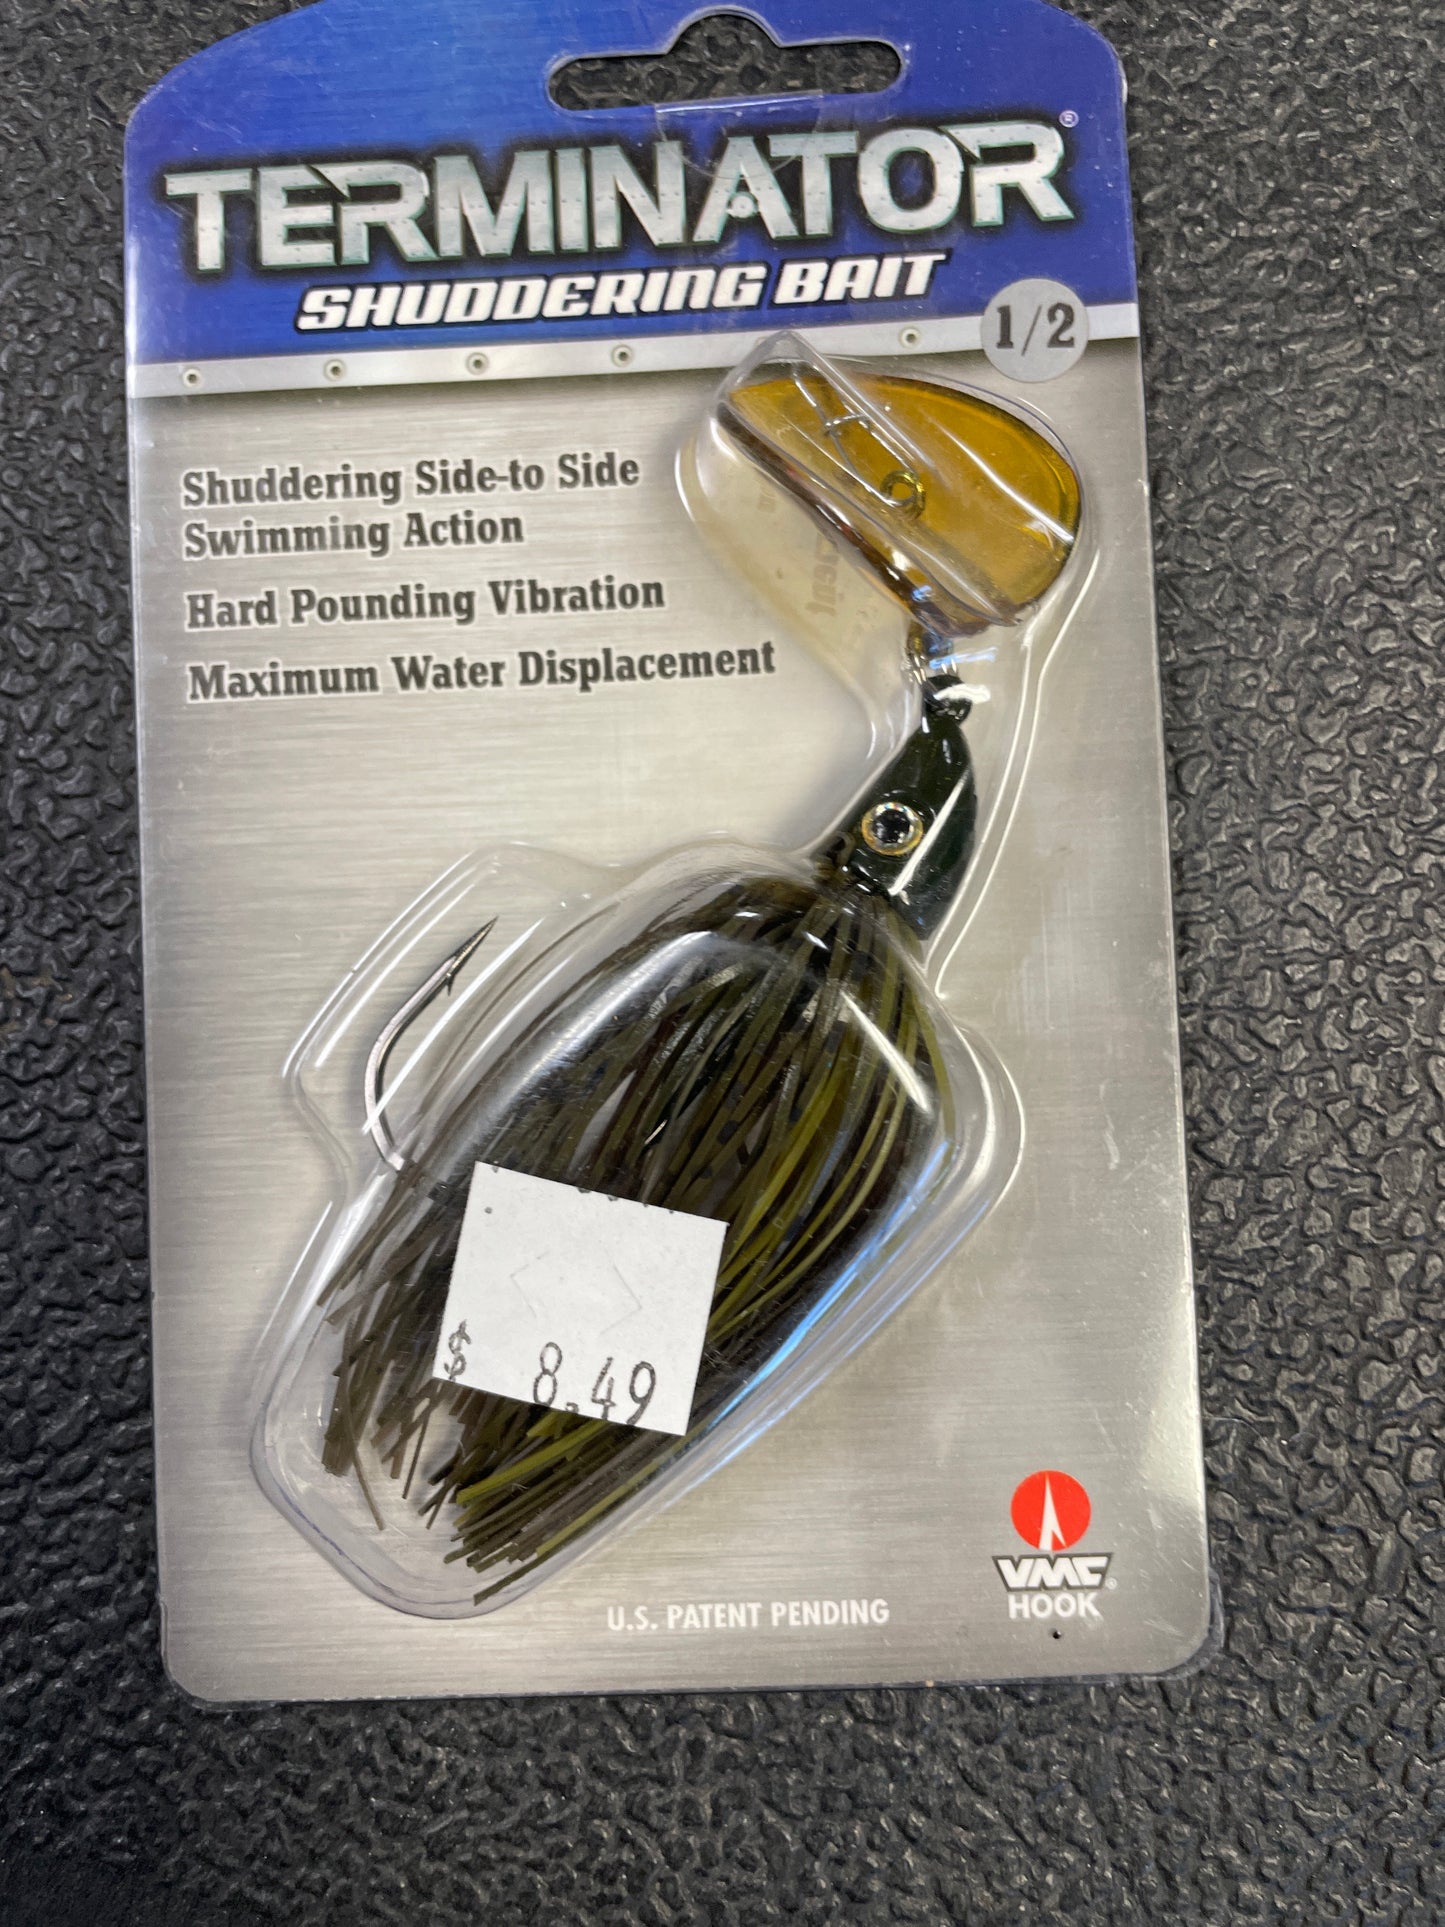 TERMINATOR®
SHUDDERING BAIT
1/2
Shuddering Side-to Side
Swimming Action
Hard Pounding Vibration
Maximum Water Displacement
$ 8.49
VMC®
HOOK
U.S. PATENT PENDING